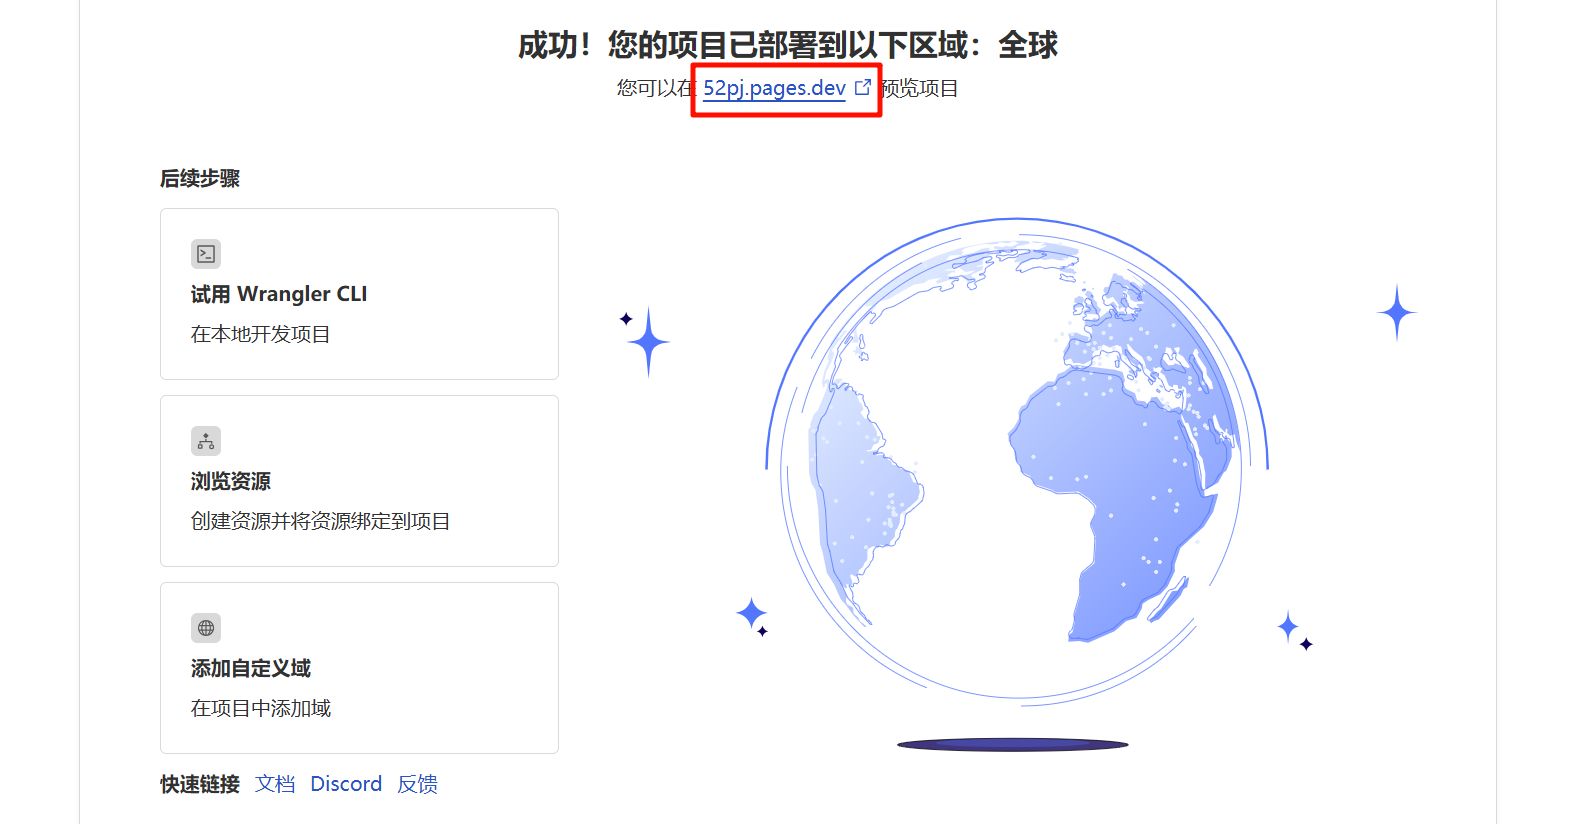 成功！您的项目已部署到以下区域：全球
您可以在 52pj.pages.dev 预览项目
后续步骤
试用 Wrangler CLI
在本地开发项目
浏览资源
创建资源并将资源绑定到项目
添加自定义域
在项目中添加域
快速链接 文档 Discord 反馈